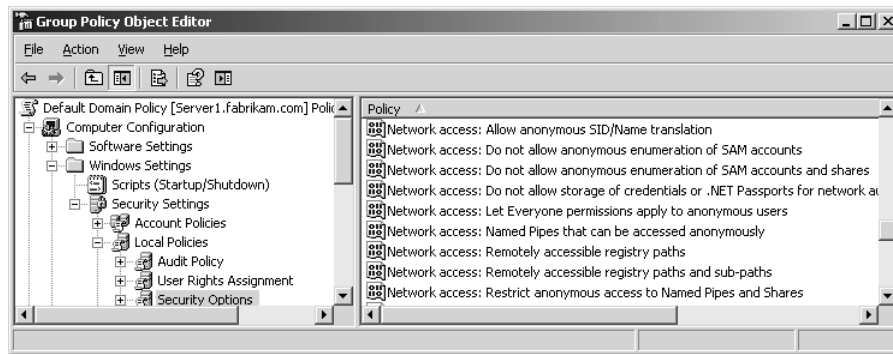 Group Policy Object Editor
File Action View Help
Default Domain Policy [Server1.fabrikam.com] Polic
Computer Configuration
Software Settings
Windows Settings
Scripts (Startup/Shutdown)
Security Settings
Account Policies
Local Policies
Audit Policy
User Rights Assignment
Security Options
Policy
Network access: Allow anonymous SID/Name translation
Network access: Do not allow anonymous enumeration of SAM accounts
Network access: Do not allow anonymous enumeration of SAM accounts and shares
Network access: Do not allow storage of credentials or .NET Passports for network au
Network access: Let Everyone permissions apply to anonymous users
Network access: Named Pipes that can be accessed anonymously
Network access: Remotely accessible registry paths
Network access: Remotely accessible registry paths and sub-paths
Network access: Restrict anonymous access to Named Pipes and Shares